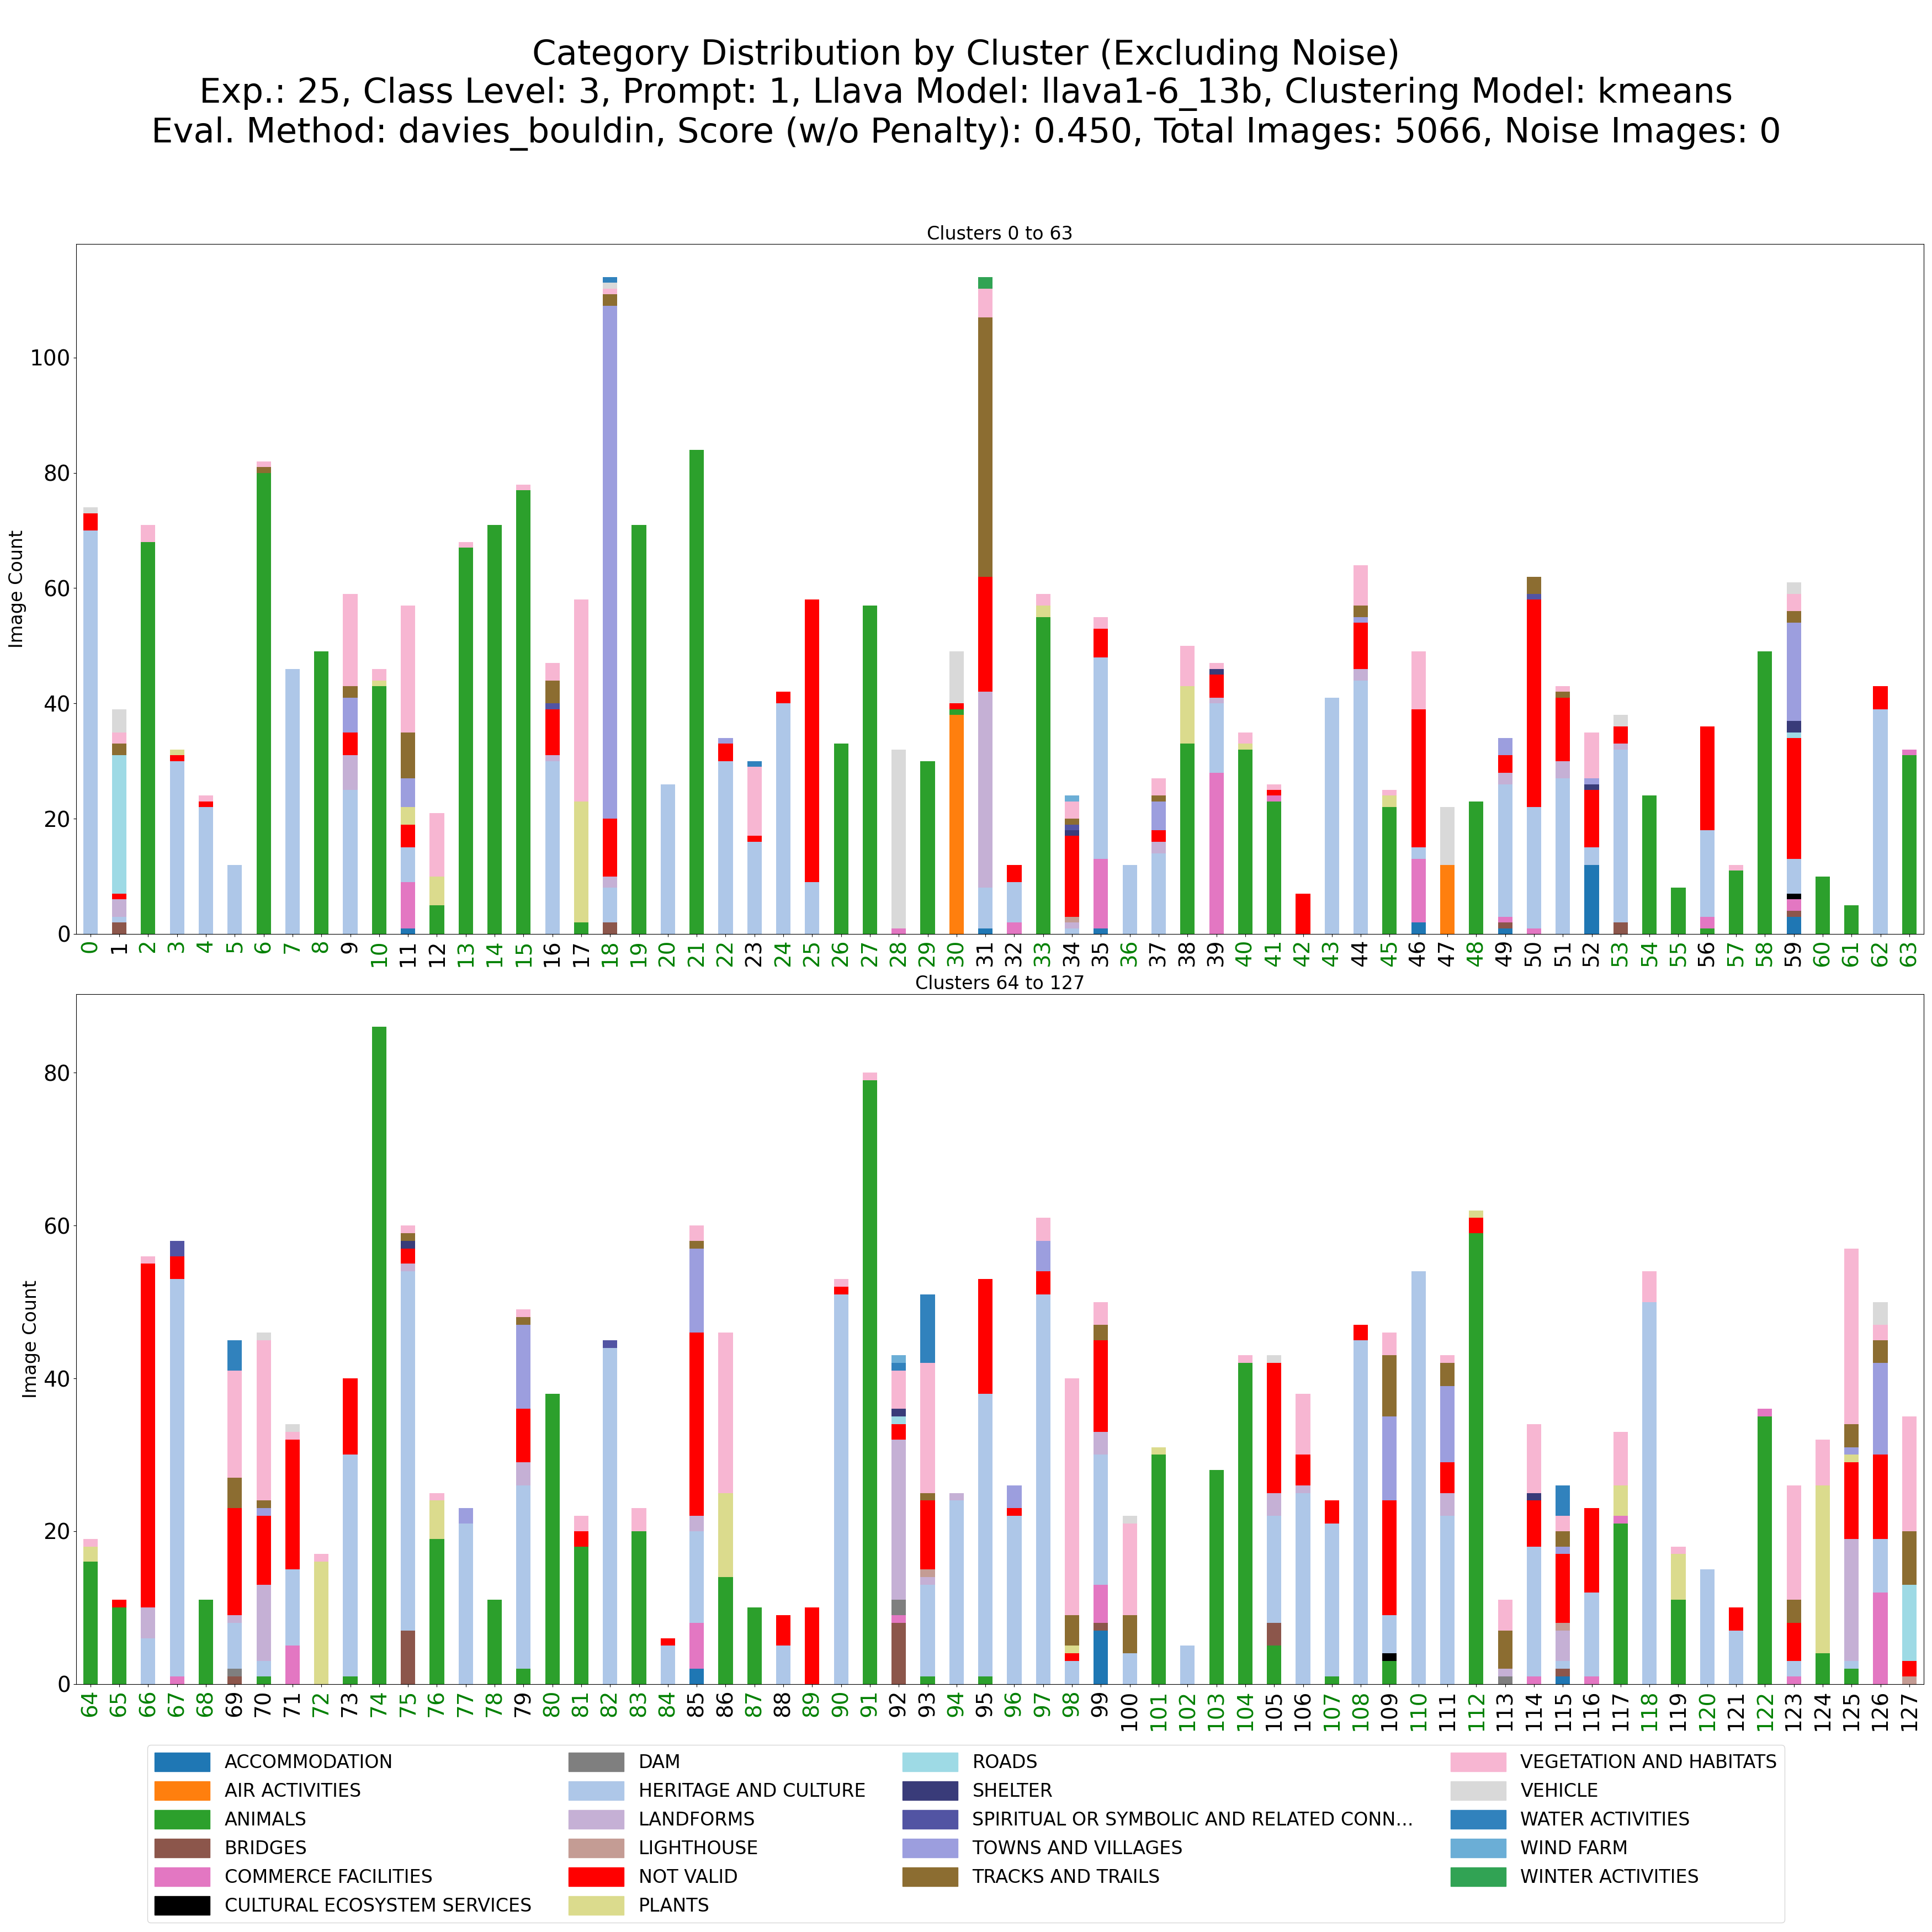 Category Distribution by Cluster (Excluding Noise)
Exp.: 25, Class Level: 3, Prompt: 1, Llava Model: llava1-6_13b, Clustering Model: kmeans
Eval. Method: davies_bouldin, Score (w/o Penalty): 0.450, Total Images: 5066, Noise Images: 0
Clusters 0 to 63
Image Count
100
80
60
40
20
0
0 1 2 3 4 5 6 7 8 9 10 11 12 13 14 15 16 17 18 19 20 21 22 23 24 25 26 27 28 29 30 31 32 33 34 35 36 37 38 39 40 41 42 43 44 45 46 47 48 49 50 51 52 53 54 55 56 57 58 59 60 61 62 63
Clusters 64 to 127
Image Count
80
60
40
20
0
64 65 66 67 68 69 70 71 72 73 74 75 76 77 78 79 80 81 82 83 84 85 86 87 88 89 90 91 92 93 94 95 96 97 98 99 100 101 102 103 104 105 106 107 108 109 110 111 112 113 114 115 116 117 118 119 120 121 122 123 124 125 126 127
ACCOMMODATION
AIR ACTIVITIES
ANIMALS
BRIDGES
COMMERCE FACILITIES
CULTURAL ECOSYSTEM SERVICES
DAM
HERITAGE AND CULTURE
LANDFORMS
LIGHTHOUSE
NOT VALID
PLANTS
ROADS
SHELTER
SPIRITUAL OR SYMBOLIC AND RELATED CONN...
TOWNS AND VILLAGES
TRACKS AND TRAILS
VEGETATION AND HABITATS
VEHICLE
WATER ACTIVITIES
WIND FARM
WINTER ACTIVITIES